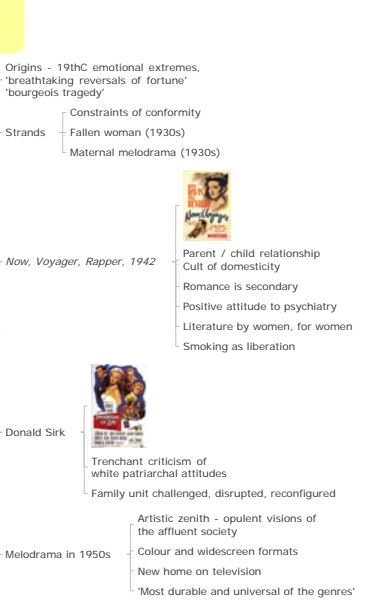 Origins - 19thC emotional extremes,
'breathtaking reversals of fortune'
'bourgeois tragedy'
Constraints of conformity
Strands
Fallen woman (1930s)
Maternal melodrama (1930s)
Now, Voyager, Rapper, 1942
Parent / child relationship
Cult of domesticity
Romance is secondary
Positive attitude to psychiatry
Literature by women, for women
Smoking as liberation
Donald Sirk
Trenchant criticism of
white patriarchal attitudes
Family unit challenged, disrupted, reconfigured
Melodrama in 1950s
Artistic zenith - opulent visions of
the affluent society
Colour and widescreen formats
New home on television
'Most durable and universal of the genres'